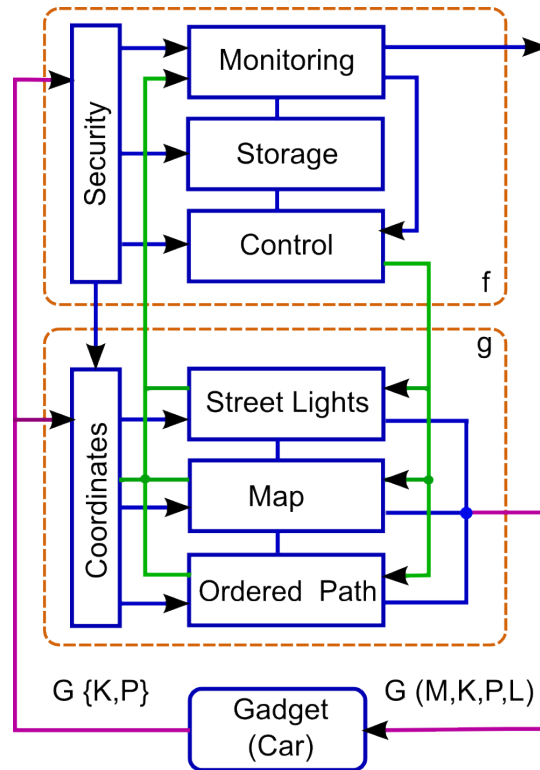 Monitoring
Security
Storage
Control
f
g
Street Lights
Coordinates
Map
Ordered Path
G {K,P}
G (M,K,P,L)
Gadget
(Car)